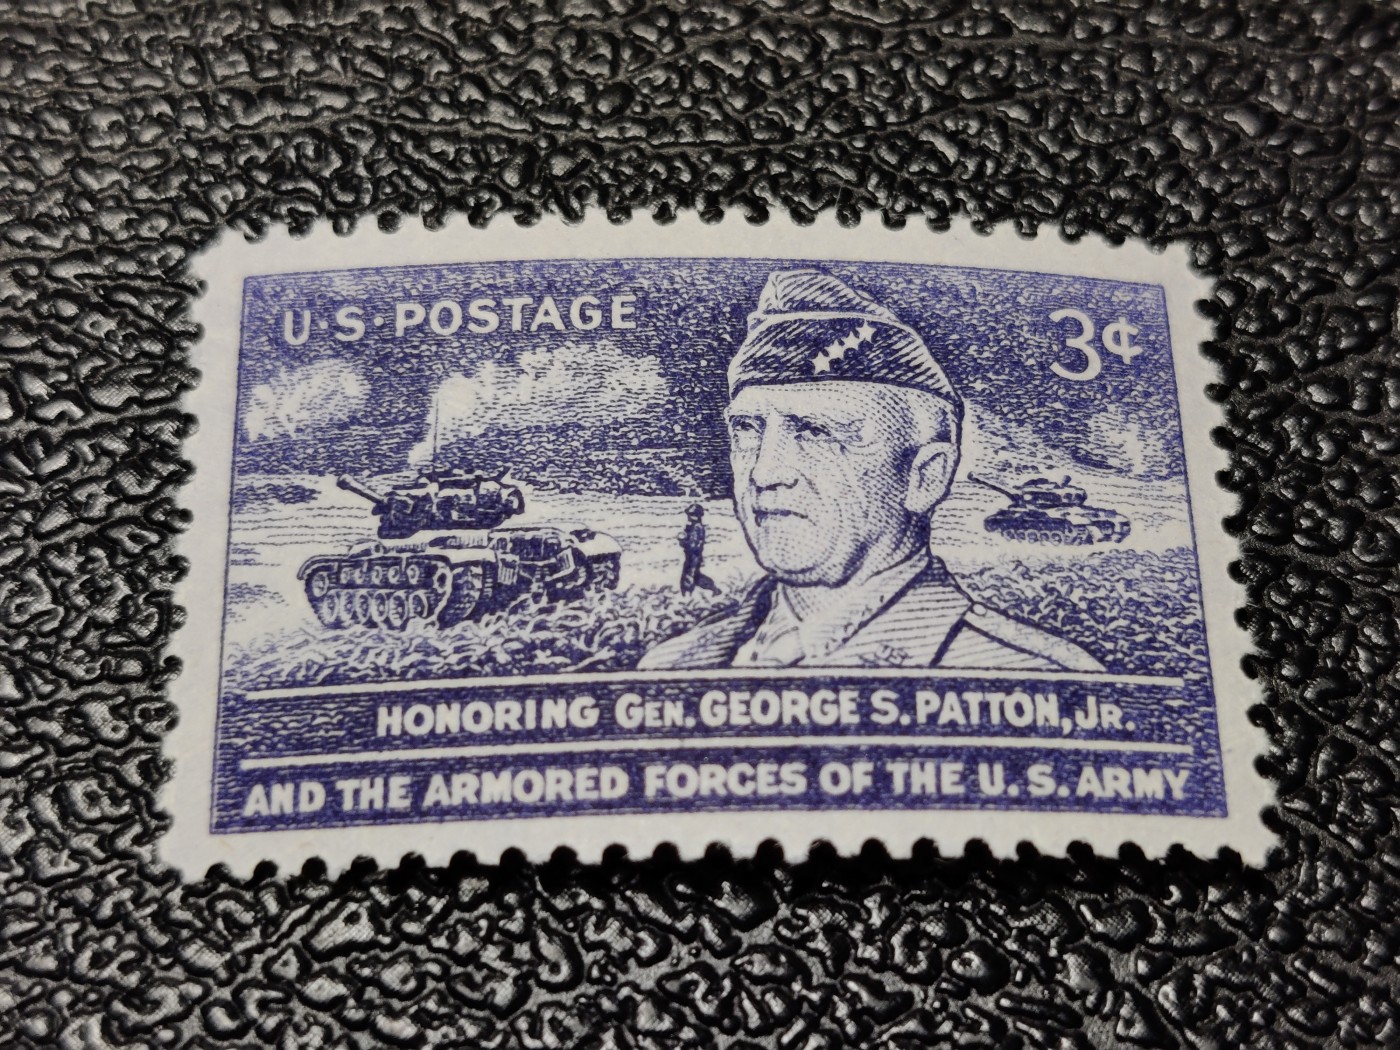 U·S·POSTAGE
3¢
HONORING GEN. GEORGE S. PATTON, JR.
AND THE ARMORED FORCES OF THE U. S. ARMY